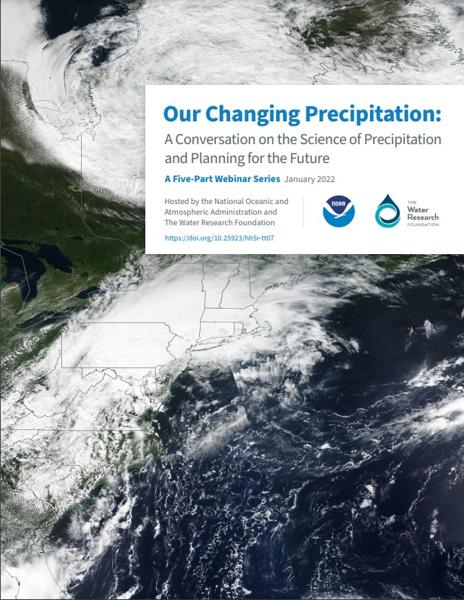 Our Changing Precipitation:
A Conversation on the Science of Precipitation
and Planning for the Future
A Five-Part Webinar Series January 2022
Hosted by the National Oceanic and
Atmospheric Administration and
The Water Research Foundation
https://doi.org/10.25923/hh5r-tt07
NOAA
THE
Water
Research
FOUNDATION